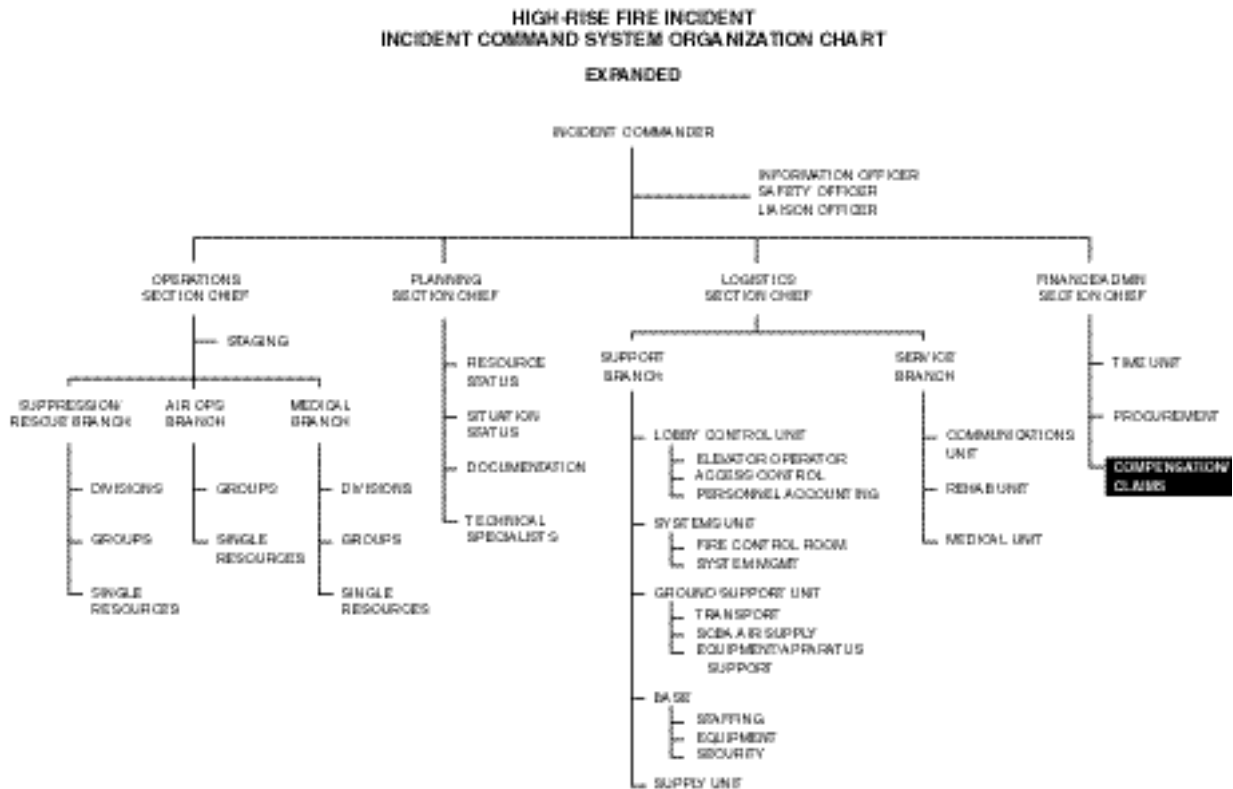 HIGH-RISE FIRE INCIDENT
INCIDENT COMMAND SYSTEM ORGANIZATION CHART
EXPANDED
INCIDENT COMMANDER
INFORMATION OFFICER
SAFETY OFFICER
LIAISON OFFICER
OPERATIONS
SECTION CHIEF
STAGING
SUPPRESSION/
RESCUE BRANCH
DIVISIONS
GROUPS
SINGLE
RESOURCES
AIR OPS
BRANCH
GROUPS
SINGLE
RESOURCES
MEDICAL
BRANCH
DIVISIONS
GROUPS
SINGLE
RESOURCES
PLANNING
SECTION CHIEF
RESOURCE
STATUS
SITUATION
STATUS
DOCUMENTATION
TECHNICAL
SPECIALISTS
LOGISTICS
SECTION CHIEF
SUPPORT
BRANCH
LOBBY CONTROL UNIT
ELEVATOR OPERATOR
ACCESS CONTROL
PERSONNEL ACCOUNTING
SYSTEMS UNIT
FIRE CONTROL ROOM
SYSTEM MGMT
GROUND SUPPORT UNIT
TRANSPORT
SCBA AIR SUPPLY
EQUIPMENT/APPARATUS
SUPPORT
BASE
STAFFING
EQUIPMENT
SECURITY
SUPPLY UNIT
SERVICE
BRANCH
COMMUNICATIONS
UNIT
REHAB UNIT
MEDICAL UNIT
FINANCE/ADMIN
SECTION CHIEF
TIME UNIT
PROCUREMENT
COMPENSATION/
CLAIMS